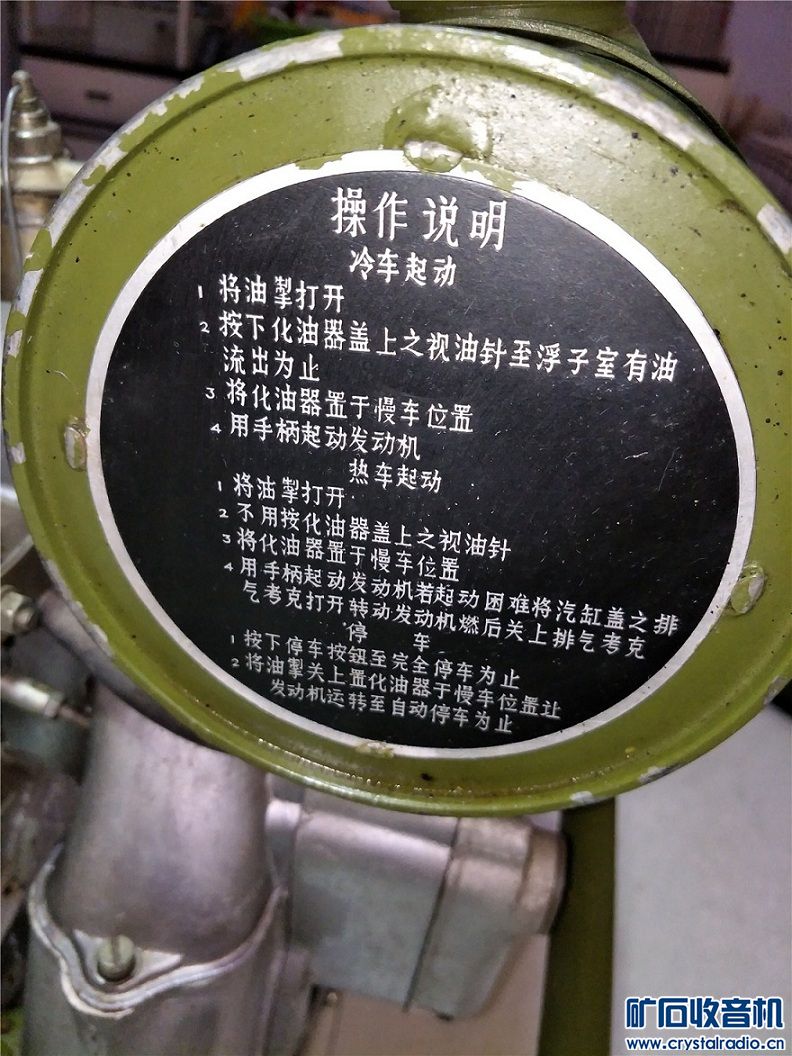 操作说明
冷车起动
1 将油掣打开
2 按下化油器盖上之视油针至浮子室有油
流出为止
3 将化油器置于慢车位置
4 用手柄起动发动机
热车起动
1 将油掣打开
2 不用按化油器盖上之视油针
3 将化油器置于慢车位置
4 用手柄起动发动机若起动困难将汽缸盖之排
气考克打开转动发动机燃后关上排气考克
停 车
1 按下停车按钮至完全停车为止
2 将油掣关上置化油器于慢车位置让
发动机运转至自动停车为止
矿石收音机
www.crystalradio.cn